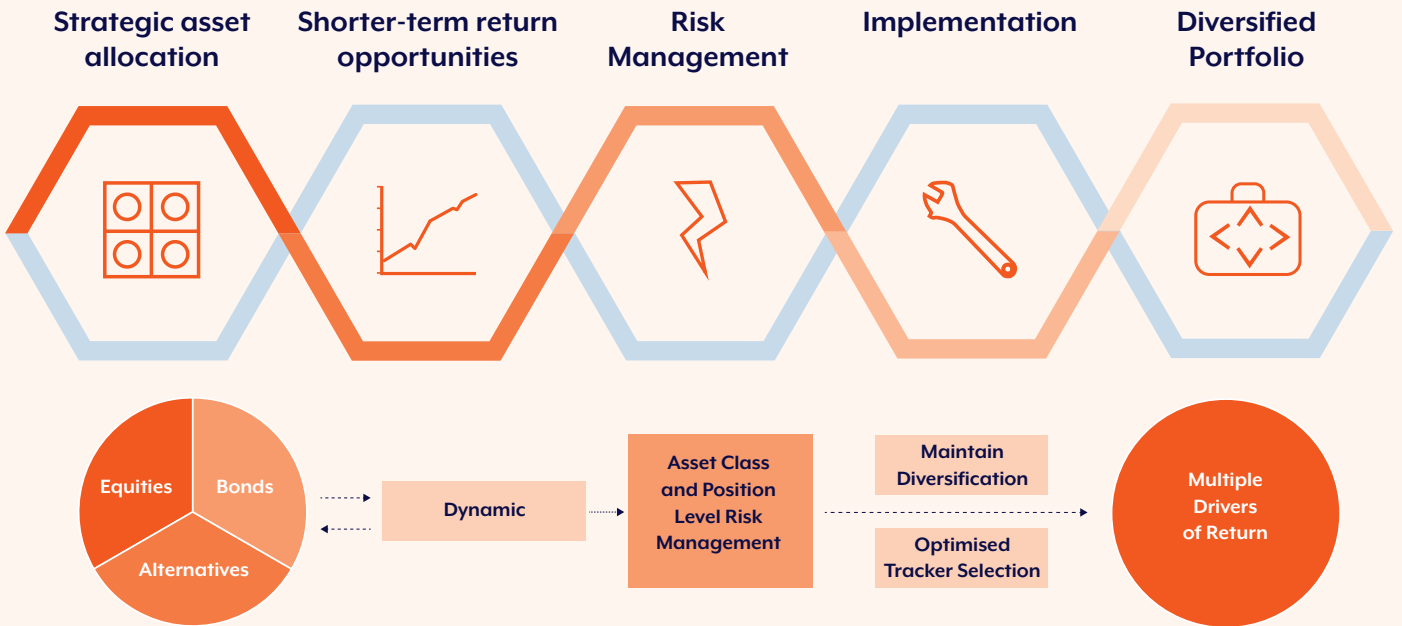 Strategic asset
allocation
Shorter-term return
opportunities
Risk
Management
Implementation
Diversified
Portfolio
Equities
Bonds
Alternatives
Dynamic
Asset Class
and Position
Level Risk
Management
Maintain
Diversification
Optimised
Tracker Selection
Multiple
Drivers
of Return